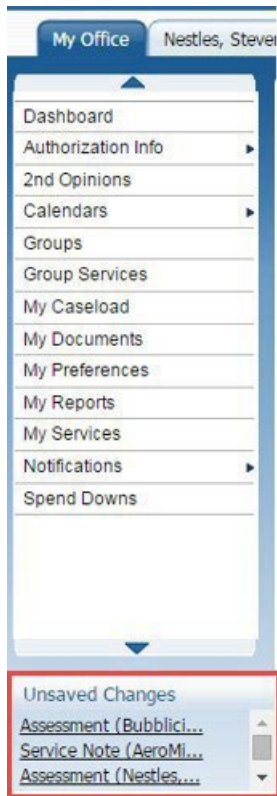 My Office
Nestles, Steve
Dashboard
Authorization Info
2nd Opinions
Calendars
Groups
Group Services
My Caseload
My Documents
My Preferences
My Reports
My Services
Notifications
Spend Downs
Unsaved Changes
Assessment (Bubblici...
Service Note (AeroMi...
Assessment (Nestles,...